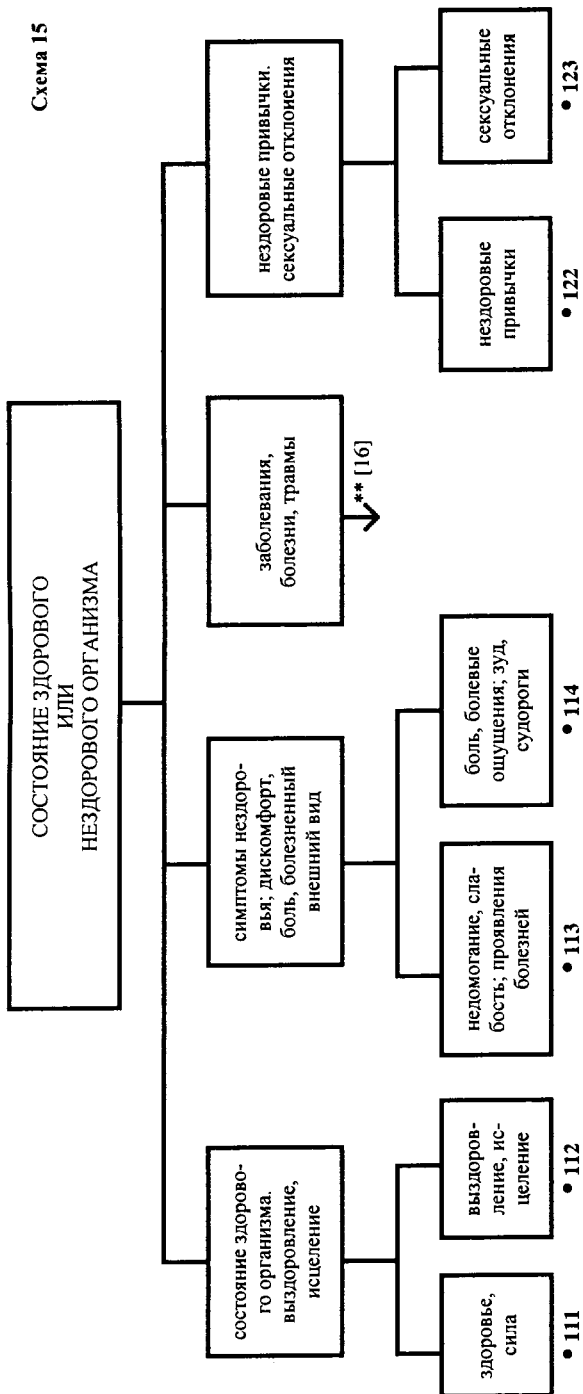 Схема 15
СОСТОЯНИЕ ЗДОРОВОГО
ИЛИ
НЕЗДОРОВОГО ОРГАНИЗМА
состояние здорово-
го организма.
выздоровление,
исцеление
симптомы нездоро-
вья; дискомфорт,
боль, болезненный
внешний вид
заболевания,
болезни, травмы
** [16]
нездоровые привычки.
сексуальные отклонения
здоровье,
сила
• 111
выздоров-
ление, ис-
целение
• 112
недомогание, сла-
бость; проявления
болезней
• 113
боль, болевые
ощущения; зуд,
судороги
• 114
нездоровые
привычки
• 122
сексуальные
отклонения
• 123